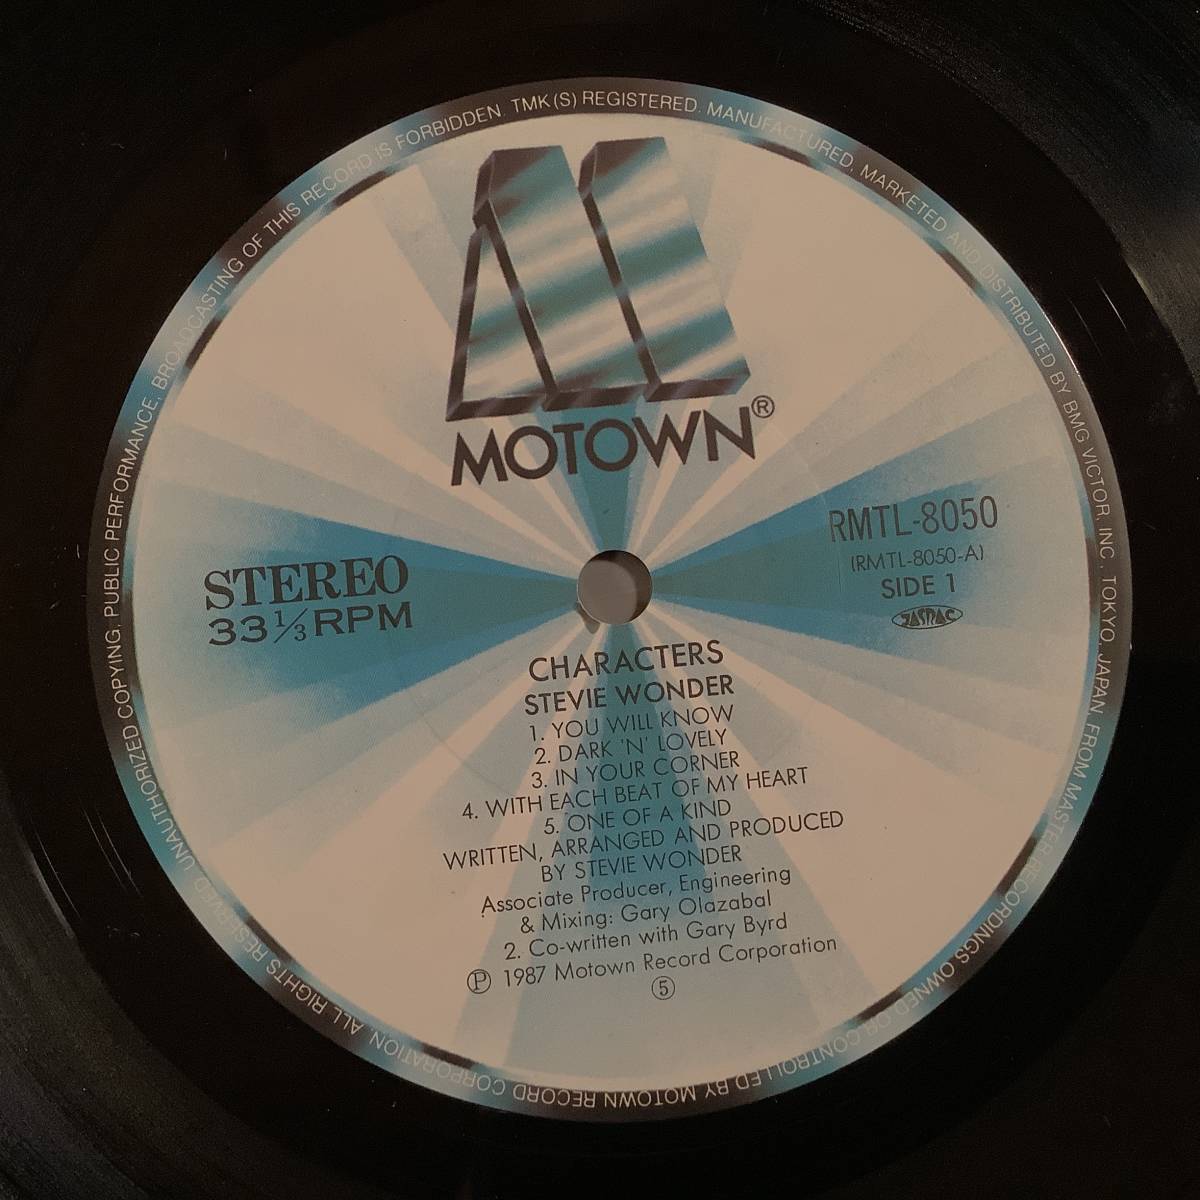 MOTOWN®
STEREO
33 1/3 RPM
RMTL-8050
(RMTL-8050-A)
SIDE 1
JASRAC
CHARACTERS
STEVIE WONDER
1. YOU WILL KNOW
2. DARK 'N' LOVELY
3. IN YOUR CORNER
4. WITH EACH BEAT OF MY HEART
5. ONE OF A KIND
WRITTEN, ARRANGED AND PRODUCED
BY STEVIE WONDER
Associate Producer, Engineering
& Mixing: Gary Olazabal
2. Co-written with Gary Byrd
Ⓟ 1987 Motown Record Corporation
⑤
UNAUTHORIZED COPYING, PUBLIC PERFORMANCE, BROADCASTING OF THIS RECORD IS FORBIDDEN. TMK(S) REGISTERED. MANUFACTURED, MARKETED AND DISTRIBUTED BY BMG VICTOR, INC., TOKYO, JAPAN FROM MASTER RECORDINGS OWNED OR CONTROLLED BY MOTOWN RECORD CORPORATION. ALL RIGHTS RESERVED.